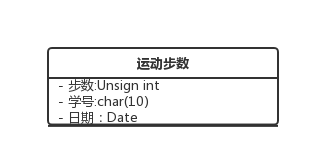 运动步数
- 步数:Unsign int
- 学号:char(10)
- 日期：Date